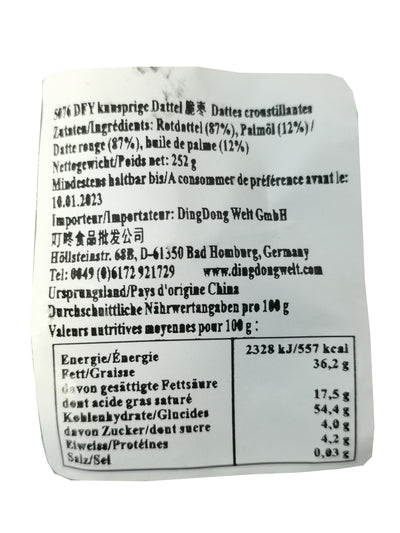 5076 DFY knusprige Dattel 脆枣 Dattes croustillantes
Zutaten/Ingrédients: Rotdattel (87%), Palmöl (12%) /
Datte rouge (87%), huile de palme (12%)
Nettogewicht/Poids net: 252 g
Mindestens haltbar bis/A consommer de préférence avant le:
10.01.2023
Importeur/Importateur: DingDong Welt GmbH
叮咚食品批发公司
Höllsteinstr. 68B, D-61350 Bad Homburg, Germany
Tel: 0049 (0)6172 921729 www.dingdongwelt.com
Ursprungsland/Pays d'origine China
Durchschnittliche Nährwertangaben pro 100 g
Valeurs nutritives moyennes pour 100 g :
Energie/Énergie 2328 kJ/557 kcal
Fett/Graisse 36,2 g
davon gesättigte Fettsäure
dont acide gras saturé 17,5 g
Kohlenhydrate/Glucides 54,4 g
davon Zucker/dont sucre 4,0 g
Eiweiss/Protéines 4,2 g
Salz/Sel 0,03 g